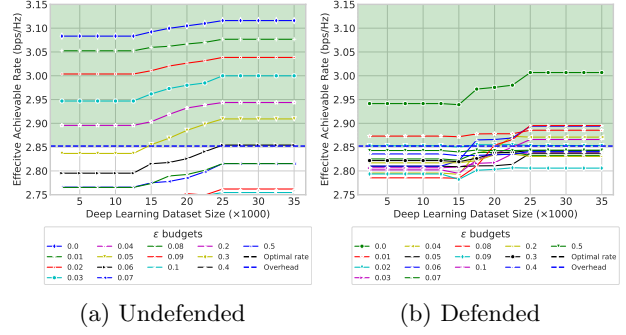 3.15
3.10
3.05
3.00
2.95
2.90
2.85
2.80
2.75
Effecitve Achievable Rate (bps/Hz)
5 10 15 20 25 30 35
Deep Learning Dataset Size (×1000)
ε budgets
0.0 0.04 0.08 0.2 0.5
0.01 0.05 0.09 0.3 Optimal rate
0.02 0.06 0.1 0.4 Overhead
0.03 0.07
(a) Undefended
3.15
3.10
3.05
3.00
2.95
2.90
2.85
2.80
2.75
Effecitve Achievable Rate (bps/Hz)
5 10 15 20 25 30 35
Deep Learning Dataset Size (×1000)
ε budgets
0.0 0.04 0.08 0.2 0.5
0.01 0.05 0.09 0.3 Optimal rate
0.02 0.06 0.1 0.4 Overhead
0.03 0.07
(b) Defended